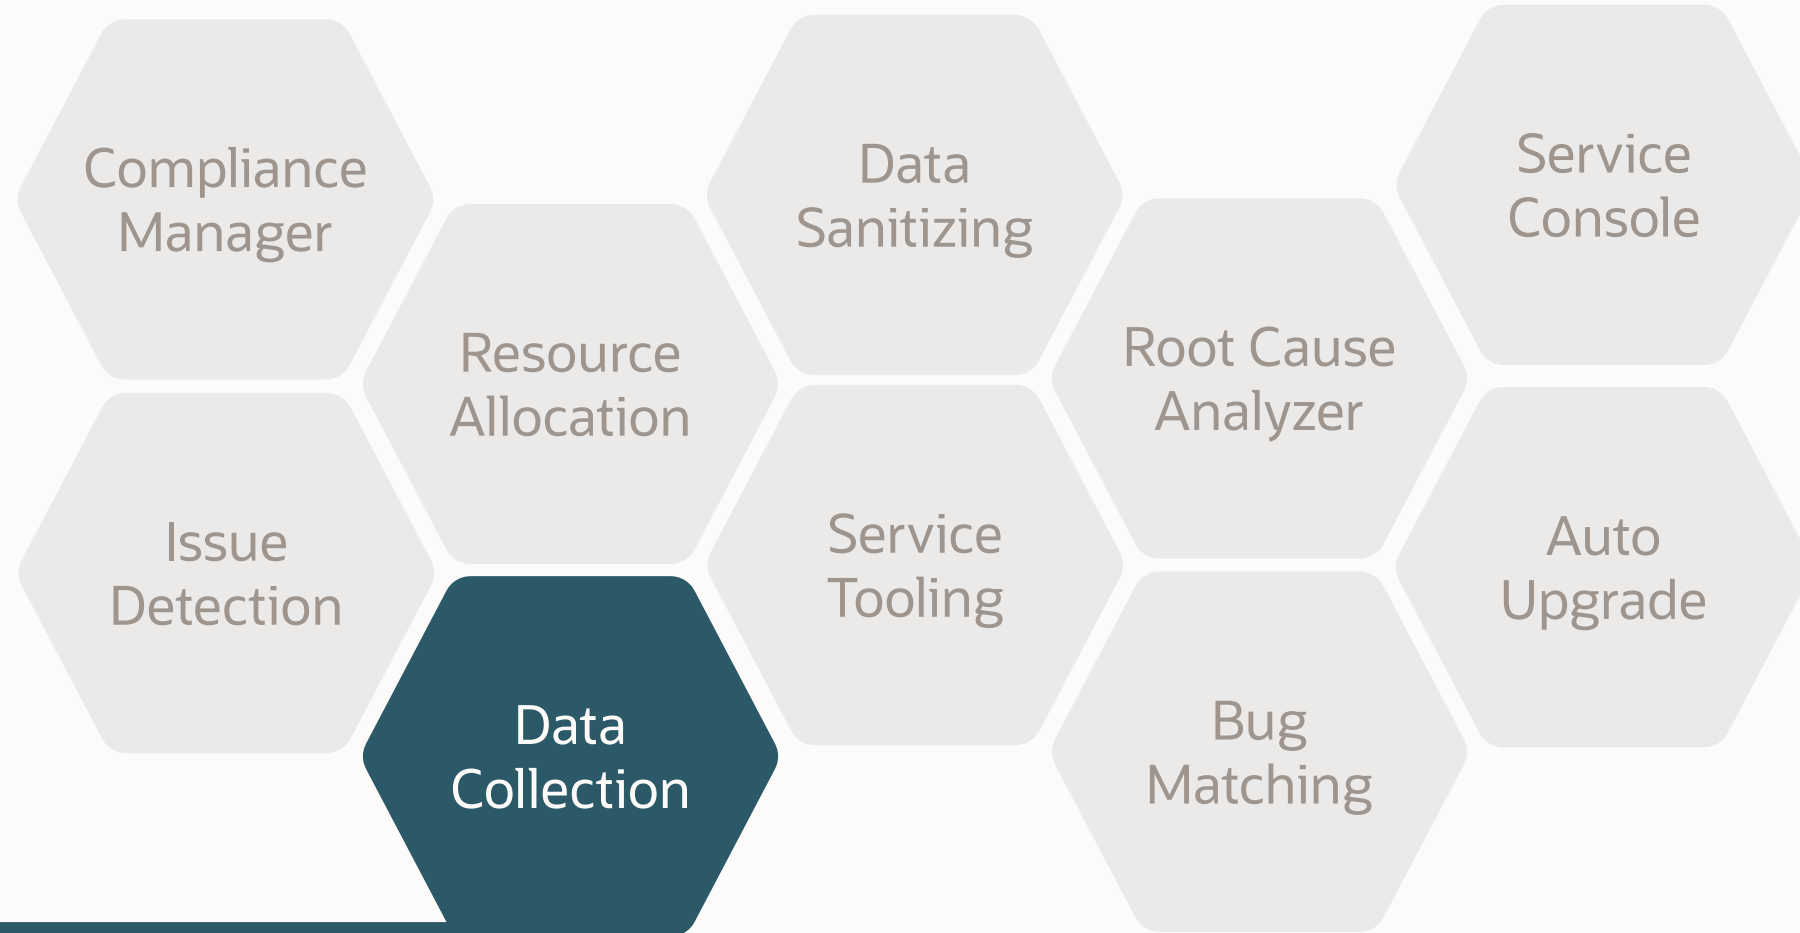 Compliance
Manager
Issue
Detection
Resource
Allocation
Data
Collection
Data
Sanitizing
Service
Tooling
Root Cause
Analyzer
Bug
Matching
Service
Console
Auto
Upgrade